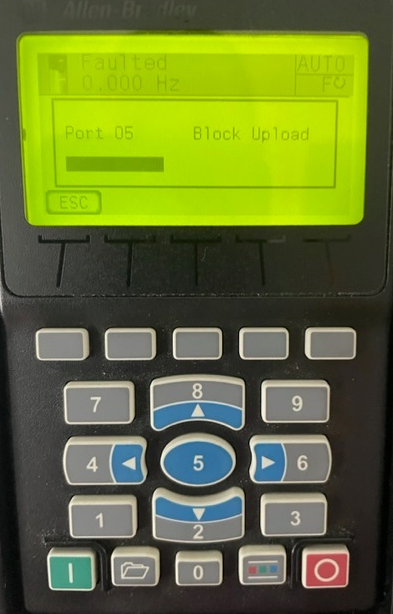 Allen-Bradley
Faulted AUTO
0.000 Hz F↻
Port 05 Block Upload
ESC
7 8 9
4 5 6
1 2 3
I 0 O